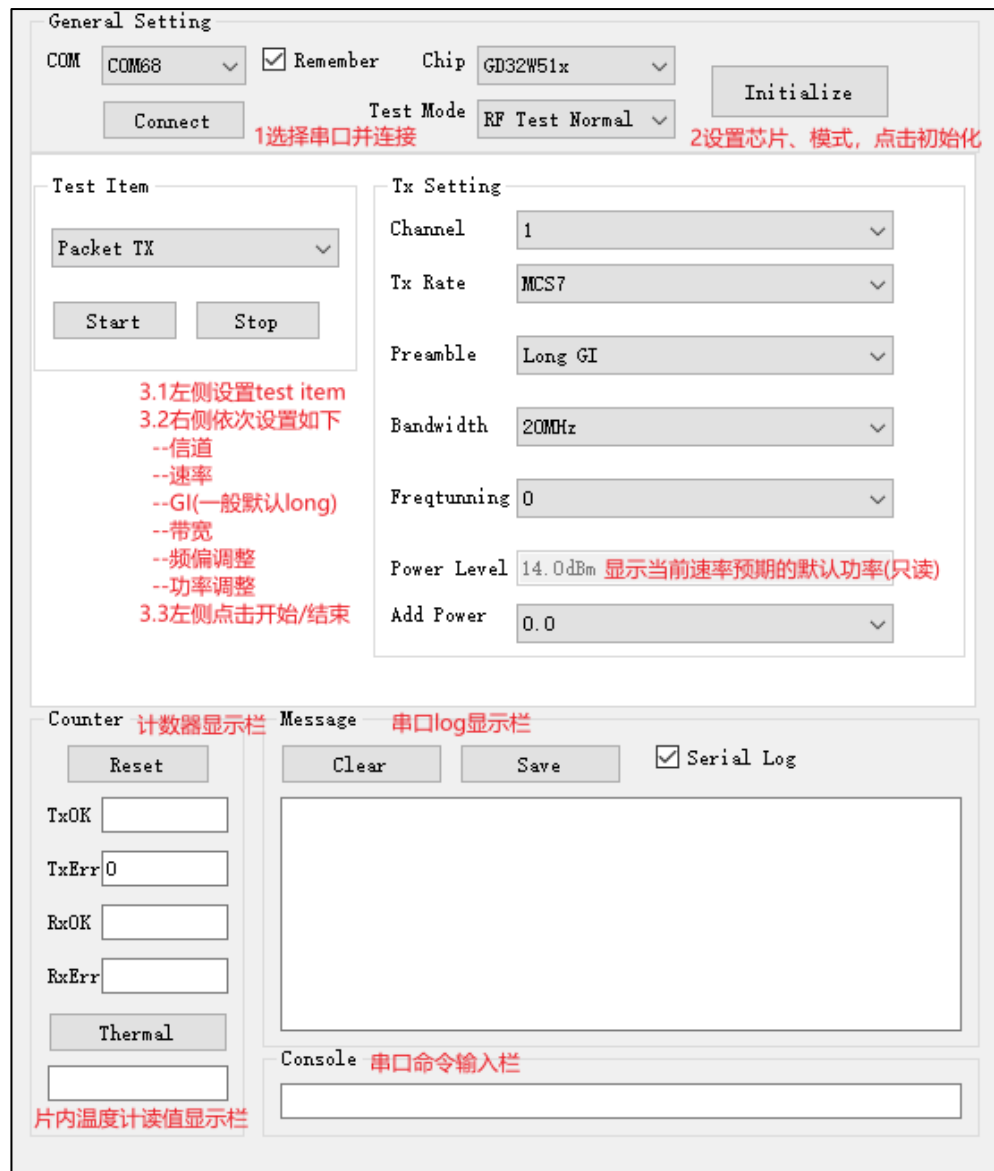 General Setting
COM COM68 Remember Chip GD32W51x Initialize
Connect 1选择串口并连接 Test Mode RF Test Normal 2设置芯片、模式，点击初始化
Test Item
Packet TX
Start Stop
3.1左侧设置test item
3.2右侧依次设置如下
--信道
--速率
--GI(一般默认long)
--带宽
--频偏调整
--功率调整
3.3左侧点击开始/结束
Tx Setting
Channel 1
Tx Rate MCS7
Preamble Long GI
Bandwidth 20MHz
Freqtunning 0
Power Level 14.0dBm 显示当前速率预期的默认功率(只读)
Add Power 0.0
Counter 计数器显示栏
Reset
TxOK
TxErr 0
RxOK
RxErr
Thermal
片内温度计读值显示栏
Message 串口log显示栏
Clear Save Serial Log
Console 串口命令输入栏